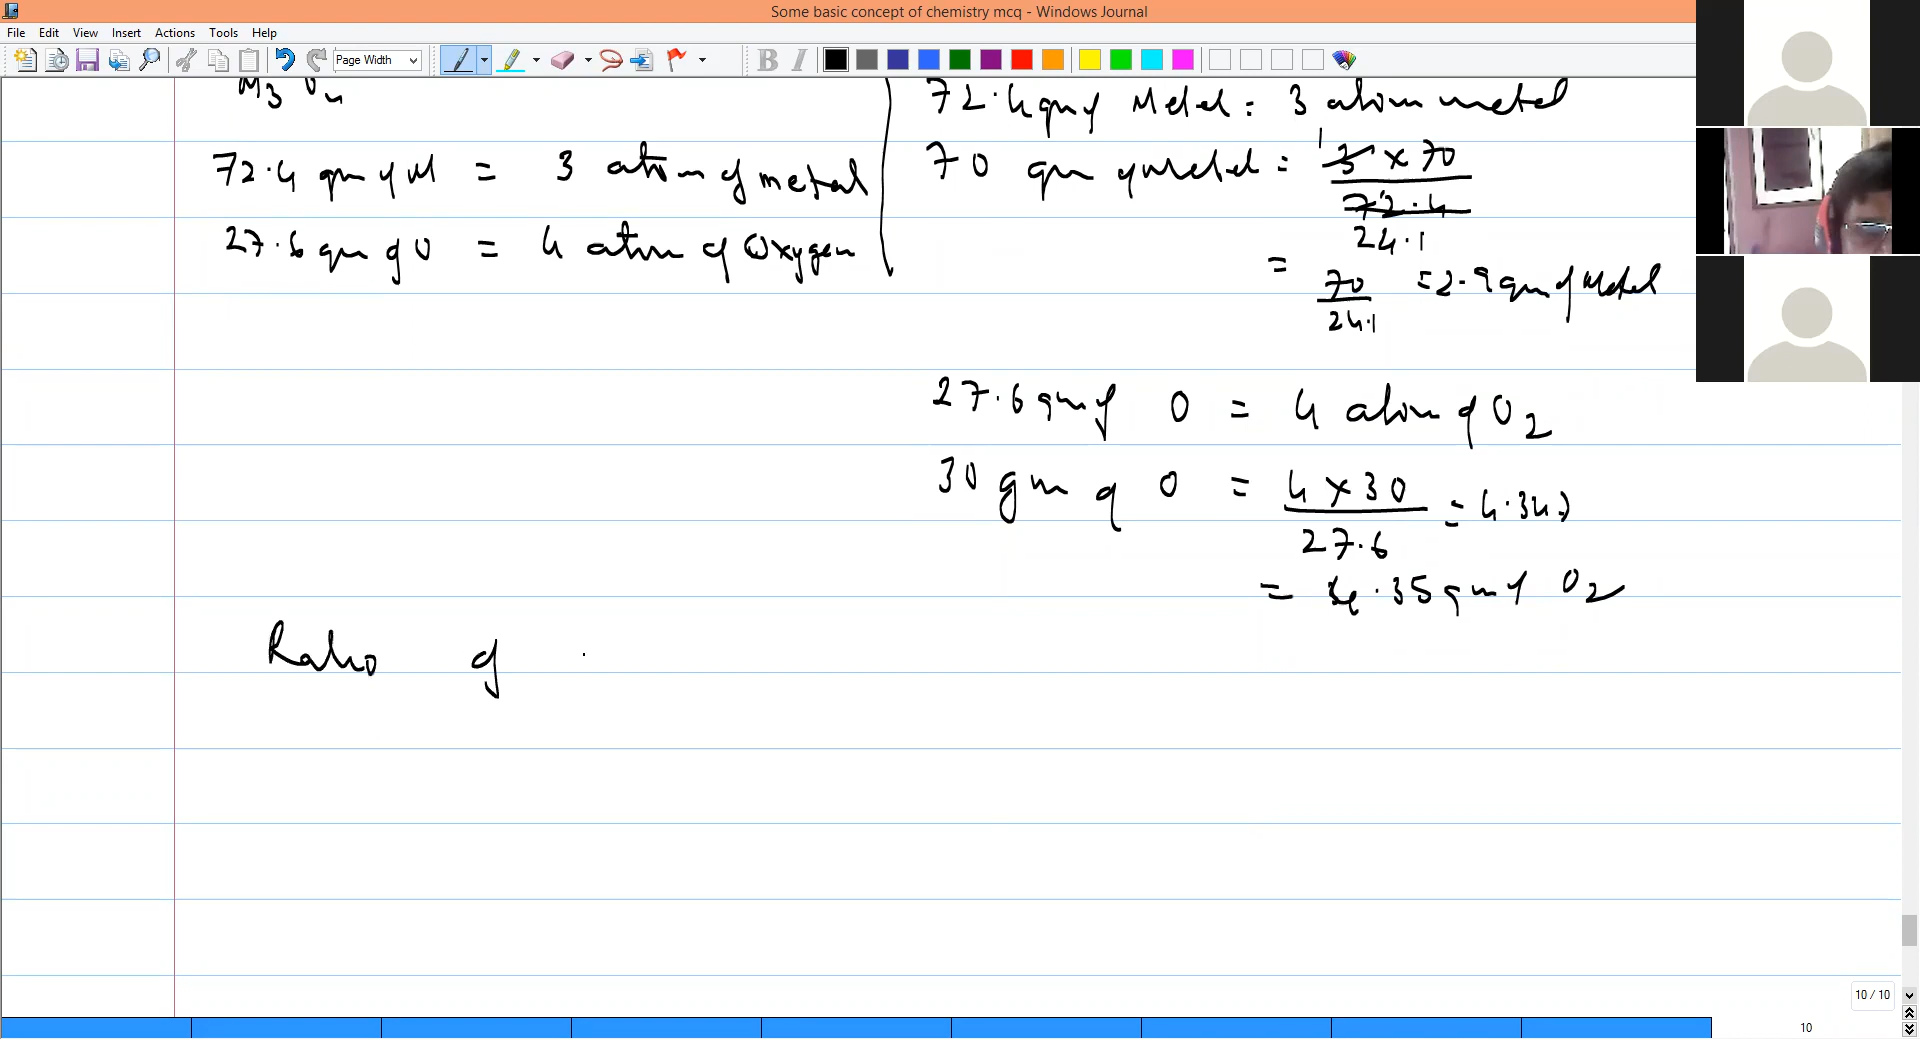 Some basic concept of chemistry mcq - Windows Journal
File Edit View Insert Actions Tools Help
Page Width
B I
M3 O4
72.4 gm of M = 3 atom of metal
27.6 gm of O = 4 atom of Oxygen
72.4 gm of Metal = 3 atom metal
70 gm of Metal = 3 x 70
1
72.4
24.1
= 70 = 2.9 gm of Metal
24.1
27.6 gm of O = 4 atom of O2
30 gm of O = 4 x 30 = 4.347
27.6
= 4.35 gm of O2
Ratio of
10 / 10
10